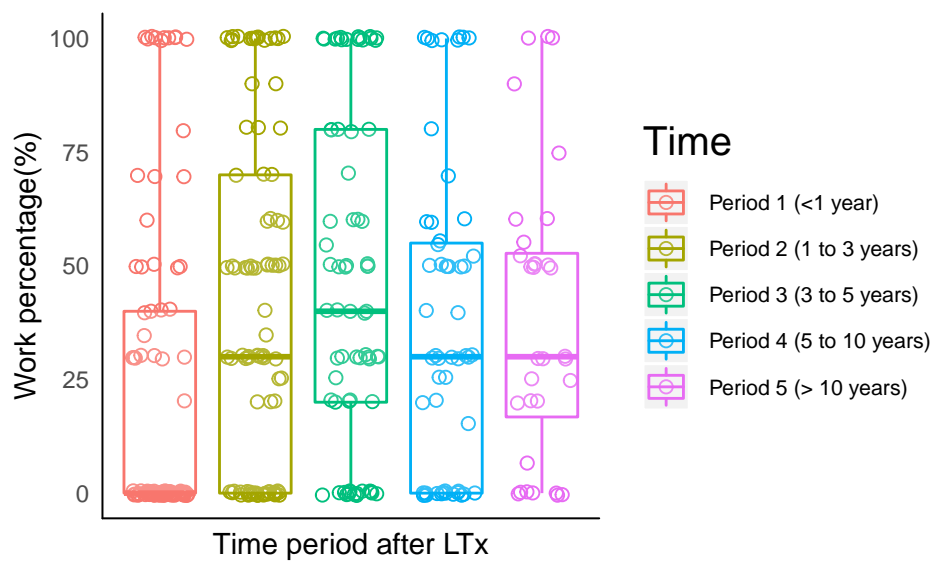 Work percentage(%)
100
75
50
25
0
Time period after LTx
Time
Period 1 (<1 year)
Period 2 (1 to 3 years)
Period 3 (3 to 5 years)
Period 4 (5 to 10 years)
Period 5 (> 10 years)